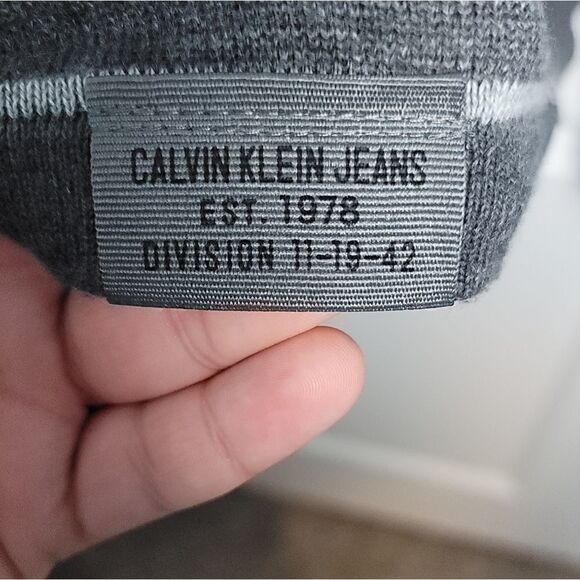 CALVIN KLEIN JEANS
EST. 1978
DIVISION 11-19-42